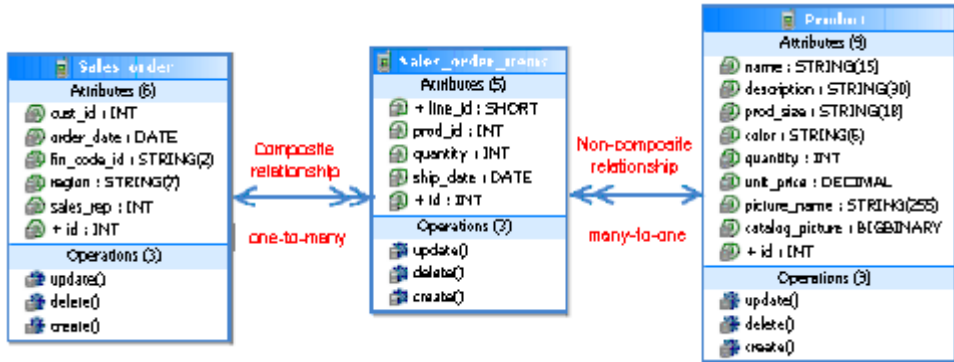 Sales_order
Attributes (6)
cust_id : INT
order_date : DATE
fin_code_id : STRING(2)
region : STRING(7)
sales_rep : INT
+ id : INT
Operations (3)
update()
delete()
create()
Composite
relationship
one-to-many
Sales_order_items
Attributes (5)
+ line_id : SHORT
prod_id : INT
quantity : INT
ship_date : DATE
+ id : INT
Operations (3)
update()
delete()
create()
Non-composite
relationship
many-to-one
Product
Attributes (9)
name : STRING(15)
description : STRING(30)
prod_size : STRING(18)
color : STRING(6)
quantity : INT
unit_price : DECIMAL
picture_name : STRING(255)
catalog_picture : BIGBINARY
+ id : INT
Operations (3)
update()
delete()
create()